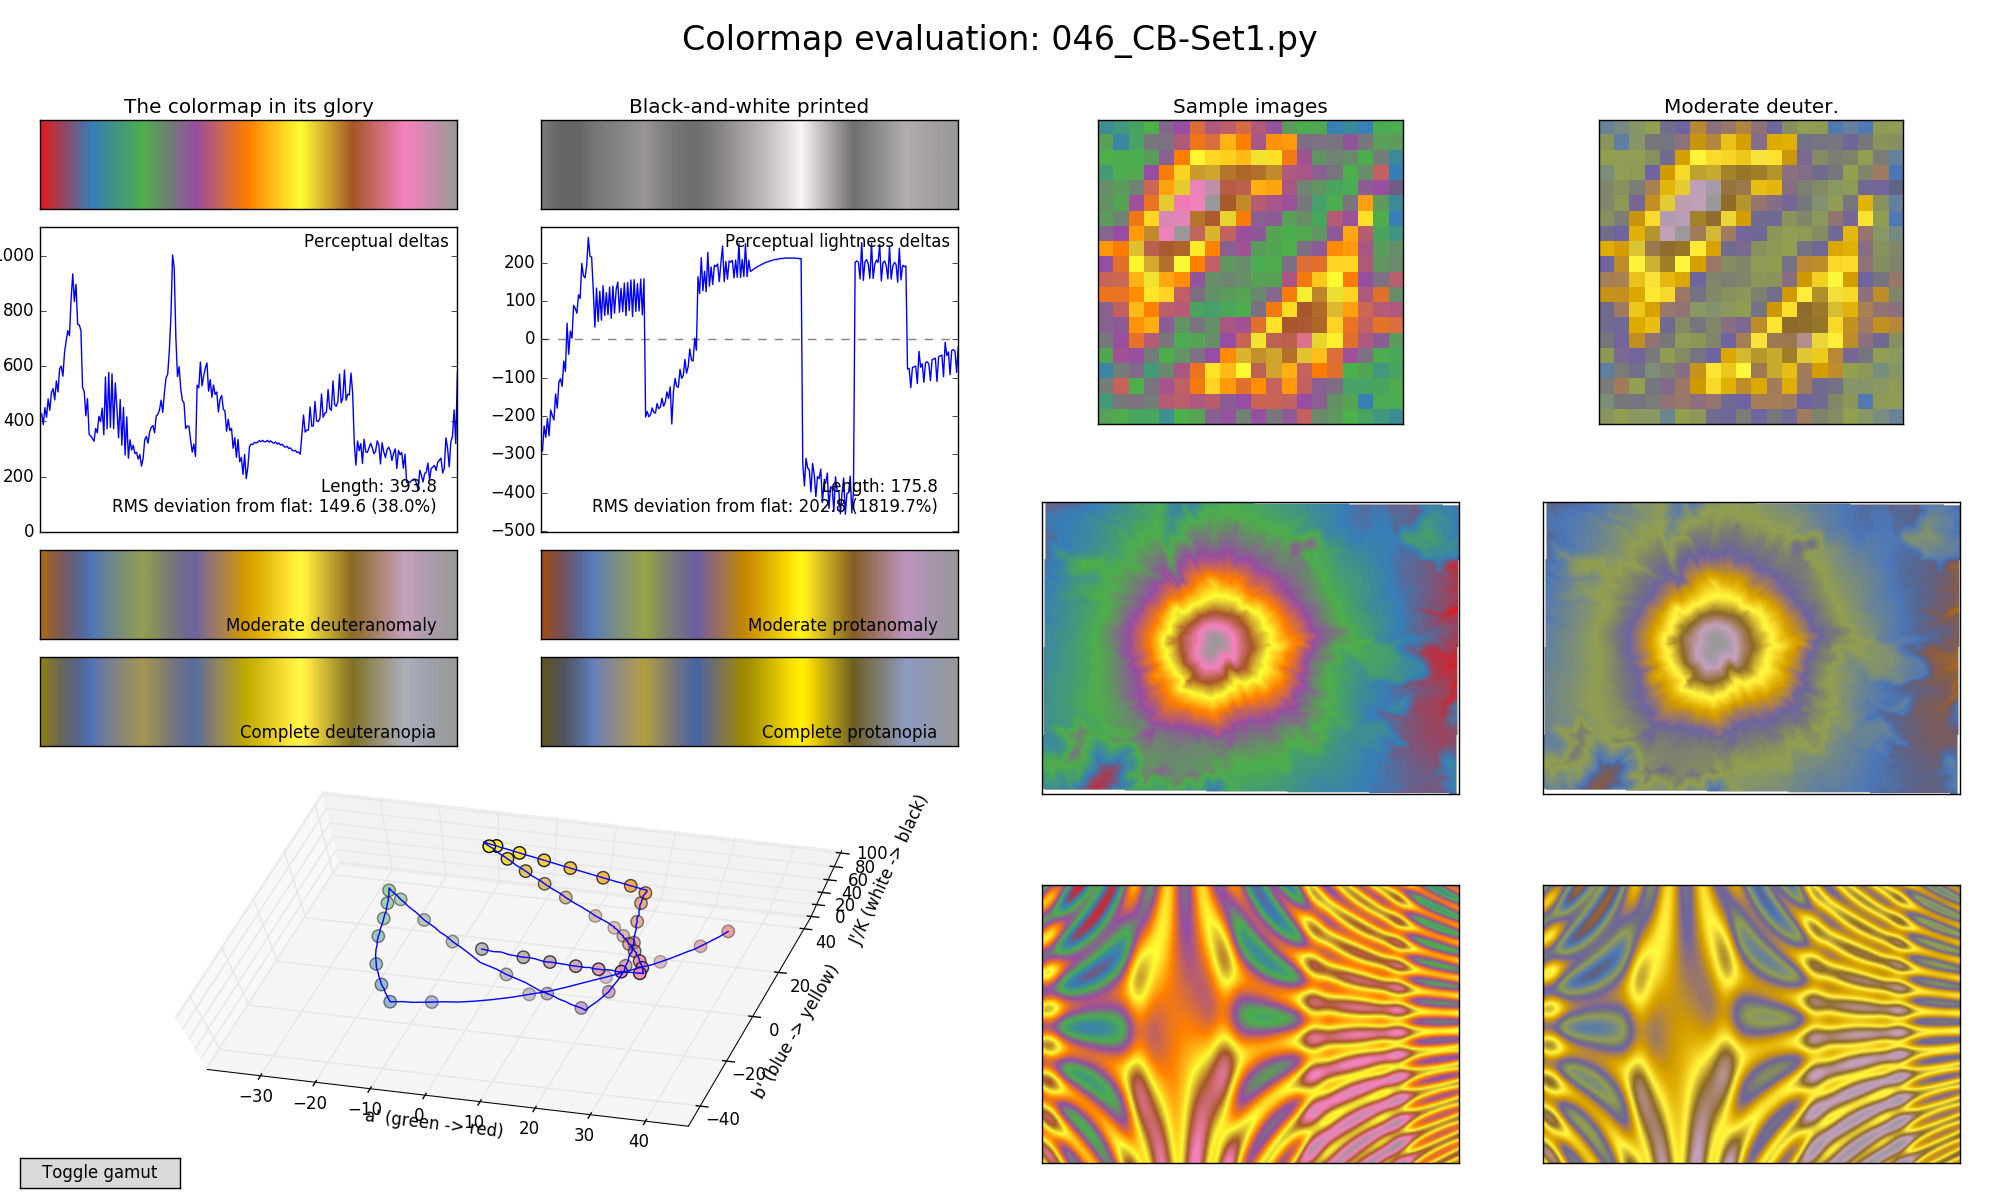 Colormap evaluation: 046_CB-Set1.py
The colormap in its glory
Black-and-white printed
Sample images
Moderate deuter.
Perceptual deltas
000
800
600
400
200
0
Length: 393.8
RMS deviation from flat: 149.6 (38.0%)
Perceptual lightness deltas
200
100
0
−100
−200
−300
−400
−500
Length: 175.8
RMS deviation from flat: 202.8 (1819.7%)
Moderate deuteranomaly
Moderate protanomaly
Complete deuteranopia
Complete protanopia
100
80
60
40
20
0
J'/K (white -> black)
40
20
0
−20
−40
b' (blue -> yellow)
−30
−20
−10
0
10
20
30
40
a' (green -> red)
Toggle gamut